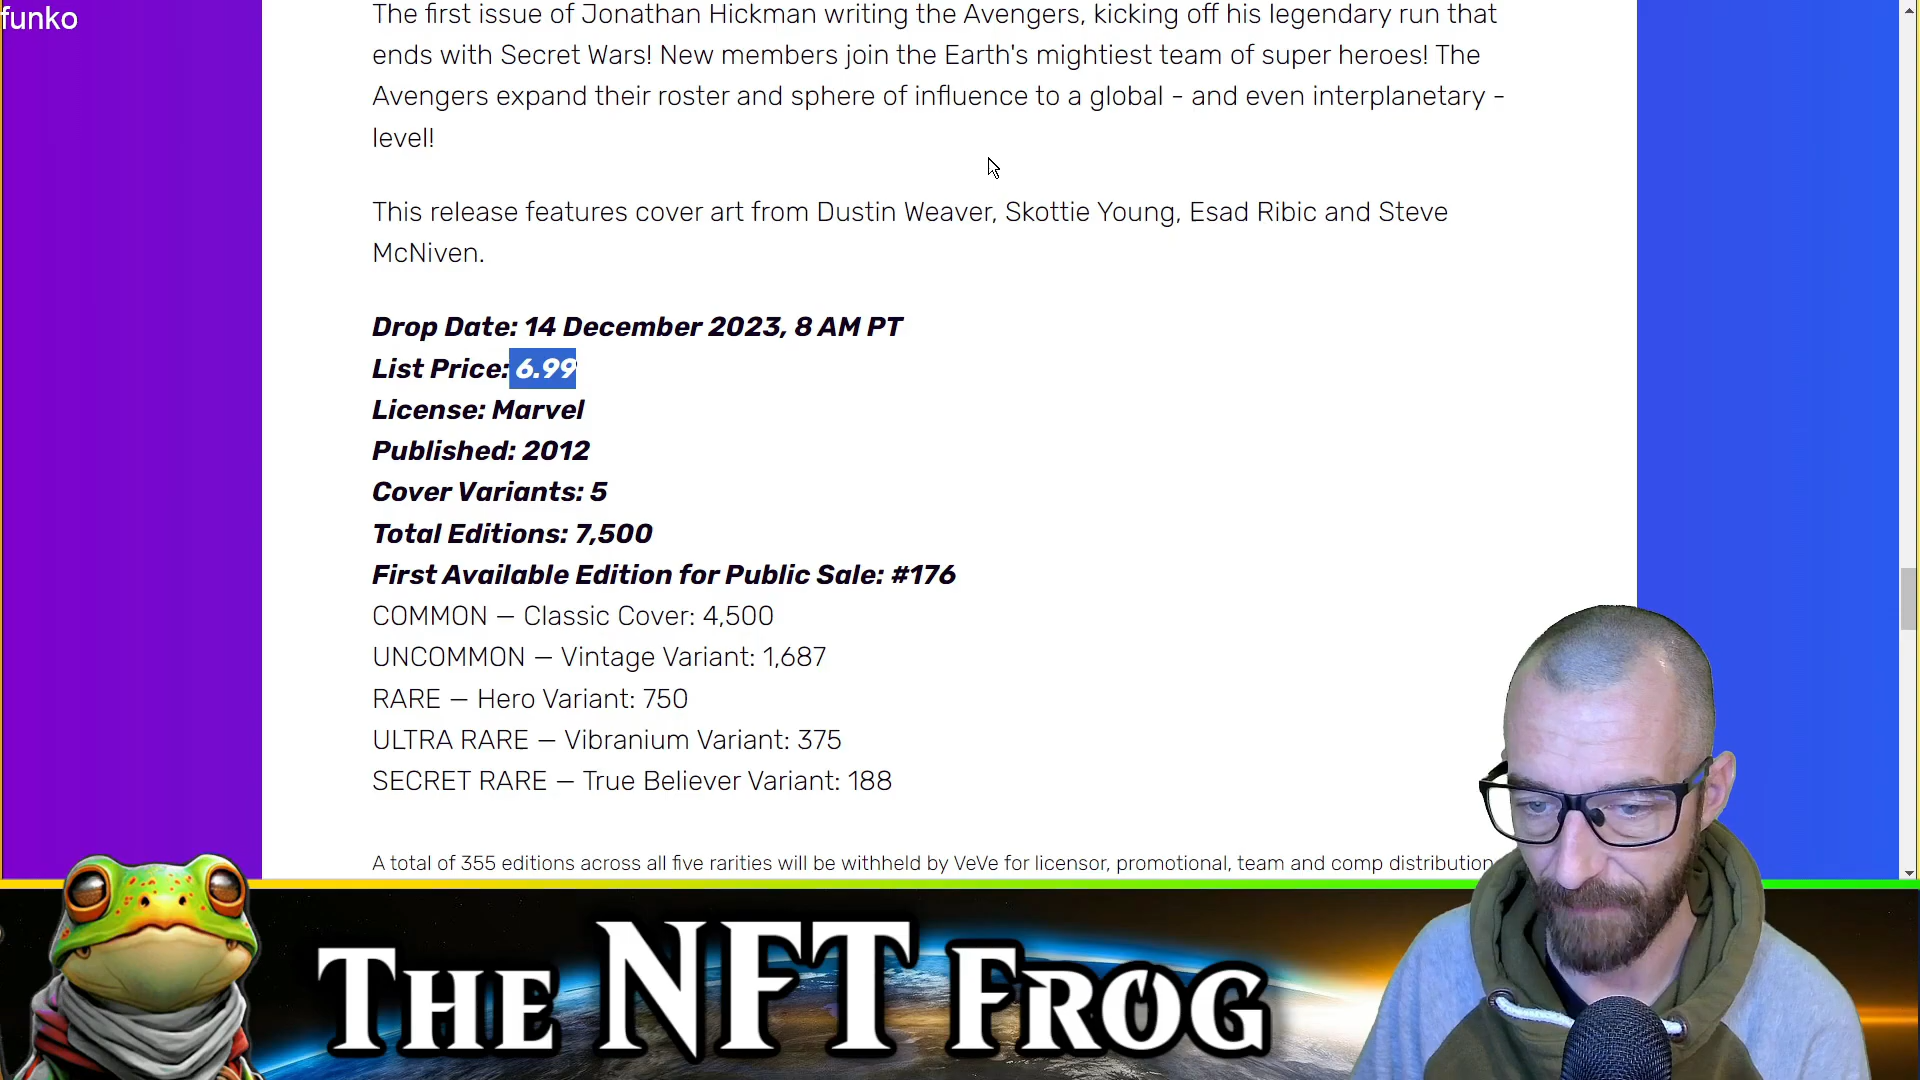 funko
The first issue of Jonathan Hickman writing the Avengers, kicking off his legendary run that
ends with Secret Wars! New members join the Earth's mightiest team of super heroes! The
Avengers expand their roster and sphere of influence to a global - and even interplanetary -
level!
This release features cover art from Dustin Weaver, Skottie Young, Esad Ribic and Steve
McNiven.
Drop Date: 14 December 2023, 8 AM PT
List Price: 6.99
License: Marvel
Published: 2012
Cover Variants: 5
Total Editions: 7,500
First Available Edition for Public Sale: #176
COMMON — Classic Cover: 4,500
UNCOMMON — Vintage Variant: 1,687
RARE — Hero Variant: 750
ULTRA RARE — Vibranium Variant: 375
SECRET RARE — True Believer Variant: 188
A total of 355 editions across all five rarities will be withheld by VeVe for licensor, promotional, team and comp distribution
THE NFT FROG